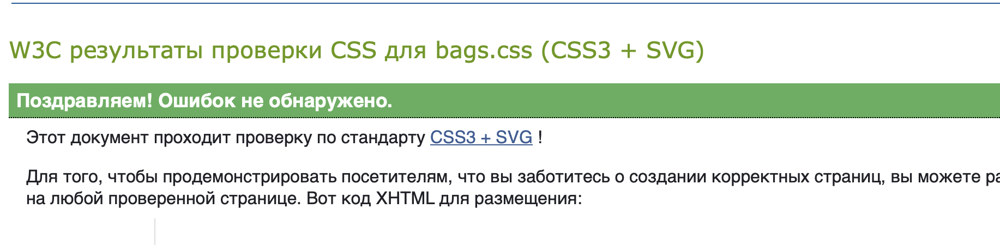 W3C результаты проверки CSS для bags.css (CSS3 + SVG)
Поздравляем! Ошибок не обнаружено.
Этот документ проходит проверку по стандарту CSS3 + SVG !
Для того, чтобы продемонстрировать посетителям, что вы заботитесь о создании корректных страниц, вы можете
на любой проверенной странице. Вот код XHTML для размещения: